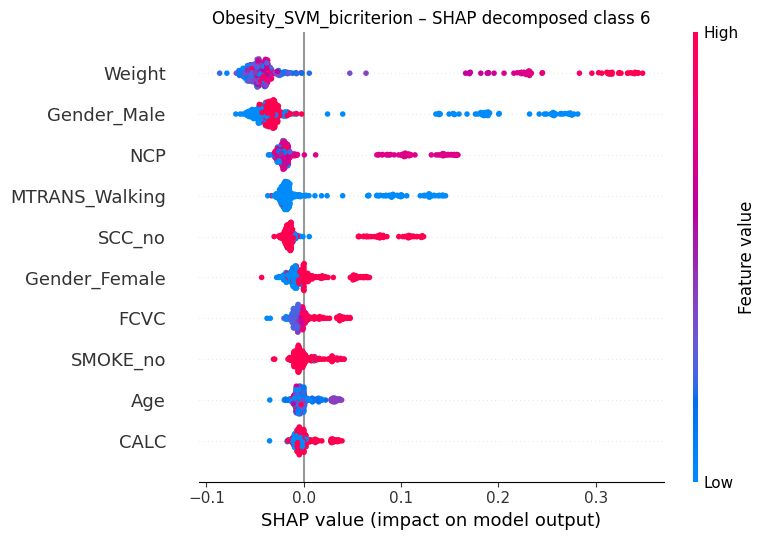 Obesity_SVM_bicriterion – SHAP decomposed class 6
High
Weight
Gender_Male
NCP
MTRANS_Walking
SCC_no
Gender_Female
FCVC
SMOKE_no
Age
CALC
Feature value
Low
−0.1 0.0 0.1 0.2 0.3
SHAP value (impact on model output)